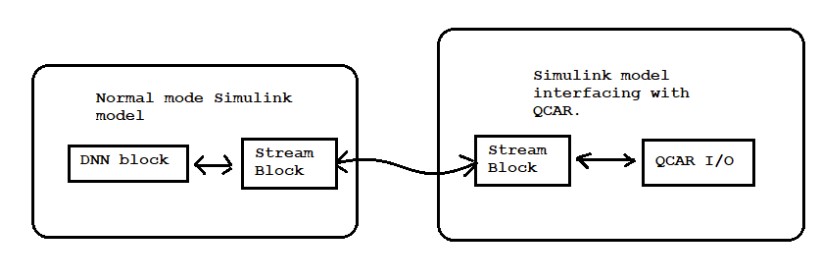 Normal mode Simulink
model
DNN block
Stream
Block
Simulink model
interfacing with
QCAR.
Stream
Block
QCAR I/O